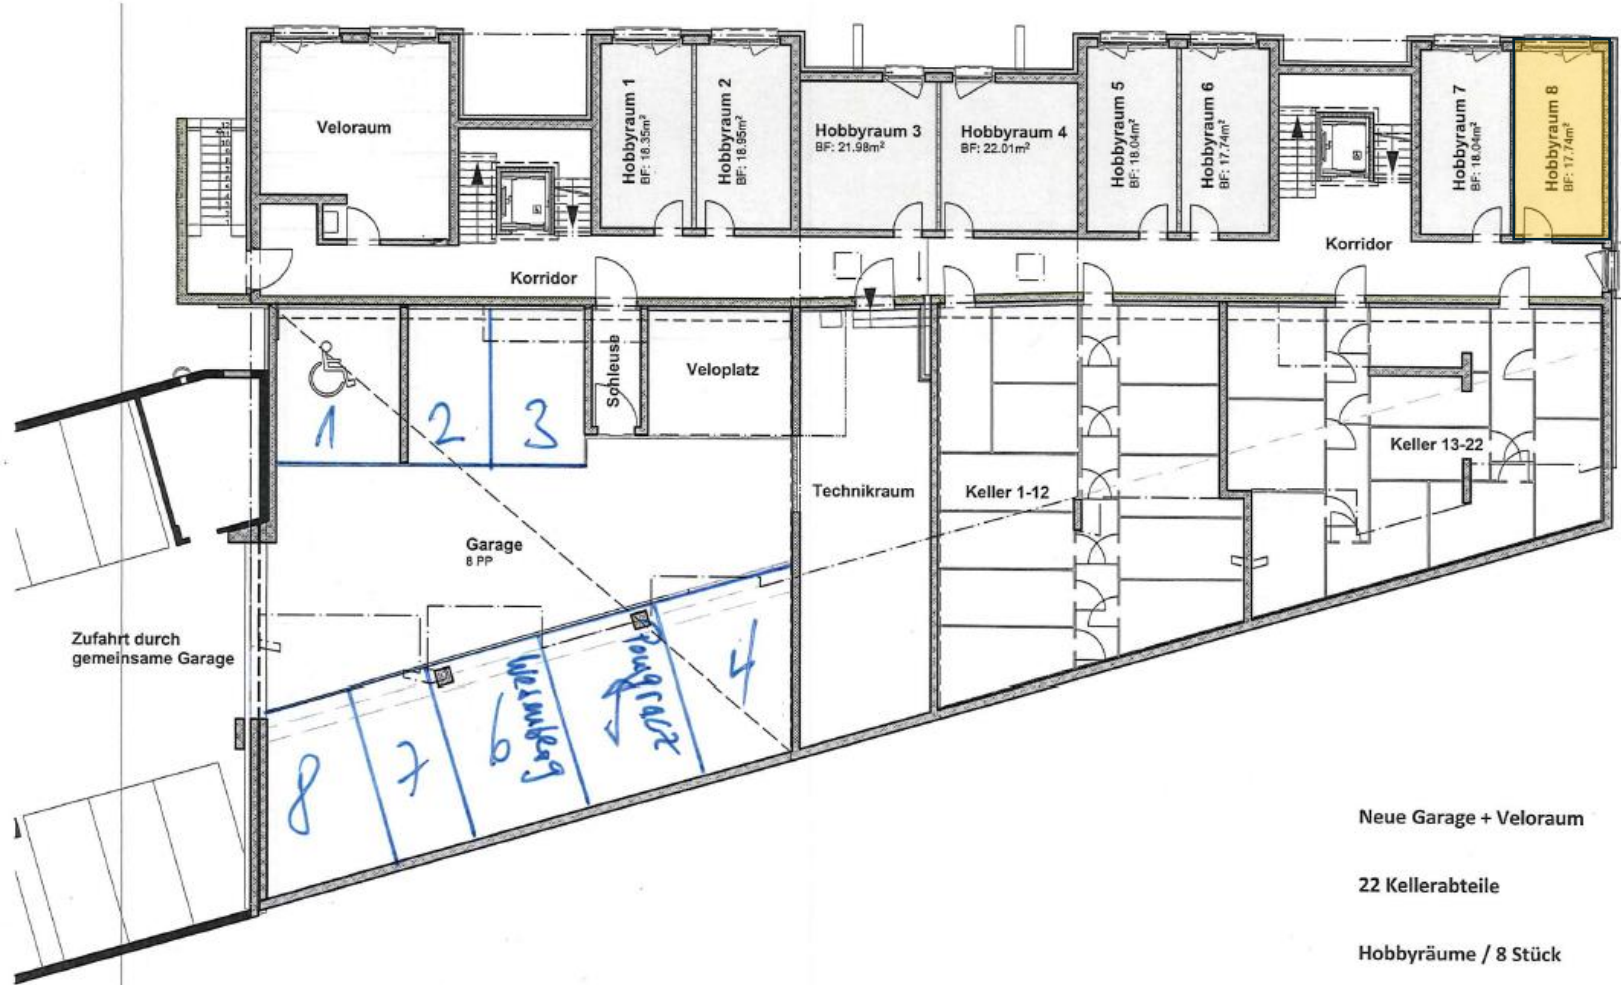 Veloraum
Hobbyraum 1
BF: 18.35m²
Hobbyraum 2
BF: 18.95m²
Hobbyraum 3
BF: 21.98m²
Hobbyraum 4
BF: 22.01m²
Hobbyraum 5
BF: 18.04m²
Hobbyraum 6
BF: 17.74m²
Hobbyraum 7
BF: 18.04m²
Hobbyraum 8
BF: 17.74m²
Korridor
Korridor
Schleuse
Veloplatz
1
2
3
Technikraum
Keller 1-12
Keller 13-22
Garage
8 PP
Zufahrt durch
gemeinsame Garage
8
7
6
4
Neue Garage + Veloraum
22 Kellerabteile
Hobbyräume / 8 Stück